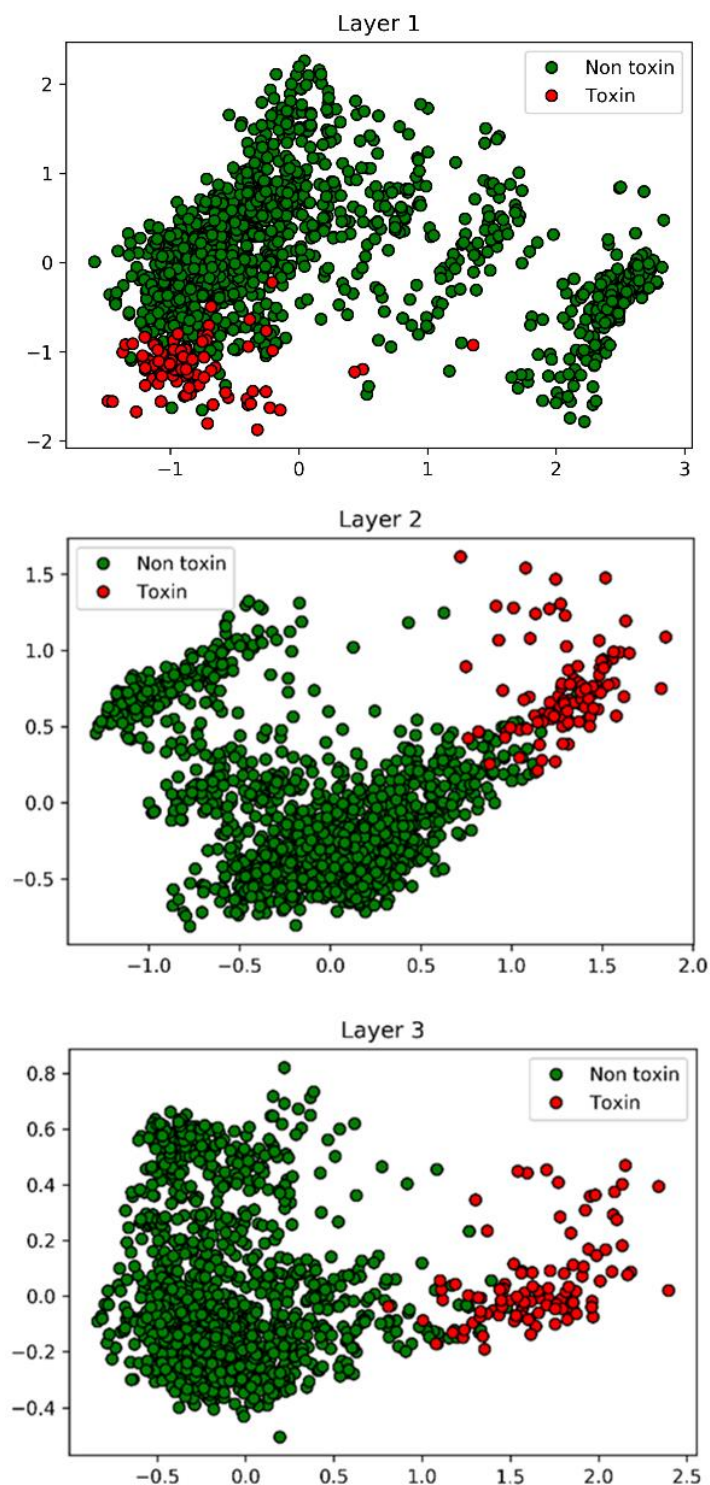 Layer 1
Non toxin
Toxin
2
1
0
−1
−2
−1 0 1 2 3
Layer 2
Non toxin
Toxin
1.5
1.0
0.5
0.0
−0.5
−1.0 −0.5 0.0 0.5 1.0 1.5 2.0
Layer 3
Non toxin
Toxin
0.8
0.6
0.4
0.2
0.0
−0.2
−0.4
−0.5 0.0 0.5 1.0 1.5 2.0 2.5